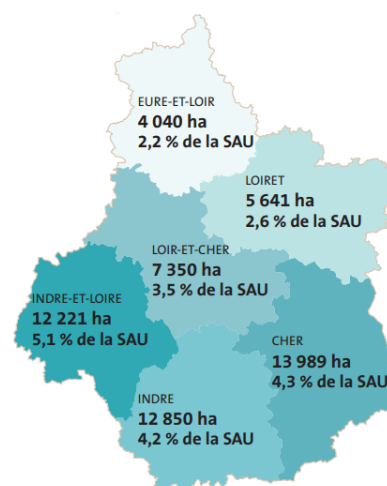 EURE-ET-LOIR
4 040 ha
2,2 % de la SAU
LOIRET
5 641 ha
2,6 % de la SAU
LOIR-ET-CHER
7 350 ha
3,5 % de la SAU
INDRE-ET-LOIRE
12 221 ha
5,1 % de la SAU
CHER
13 989 ha
4,3 % de la SAU
INDRE
12 850 ha
4,2 % de la SAU